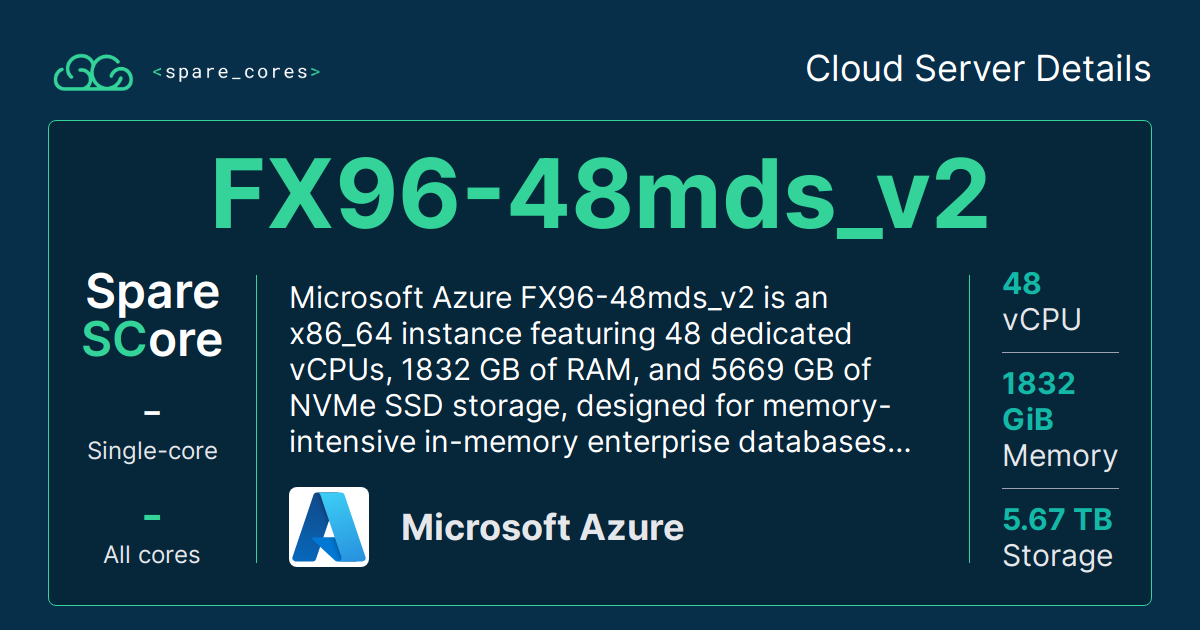 <spare_cores>
Cloud Server Details
FX96-48mds_v2
Spare
SCore
–
Single-core
–
All cores
Microsoft Azure FX96-48mds_v2 is an
x86_64 instance featuring 48 dedicated
vCPUs, 1832 GB of RAM, and 5669 GB of
NVMe SSD storage, designed for memory-
intensive in-memory enterprise databases...
Microsoft Azure
48
vCPU
1832
GiB
Memory
5.67 TB
Storage